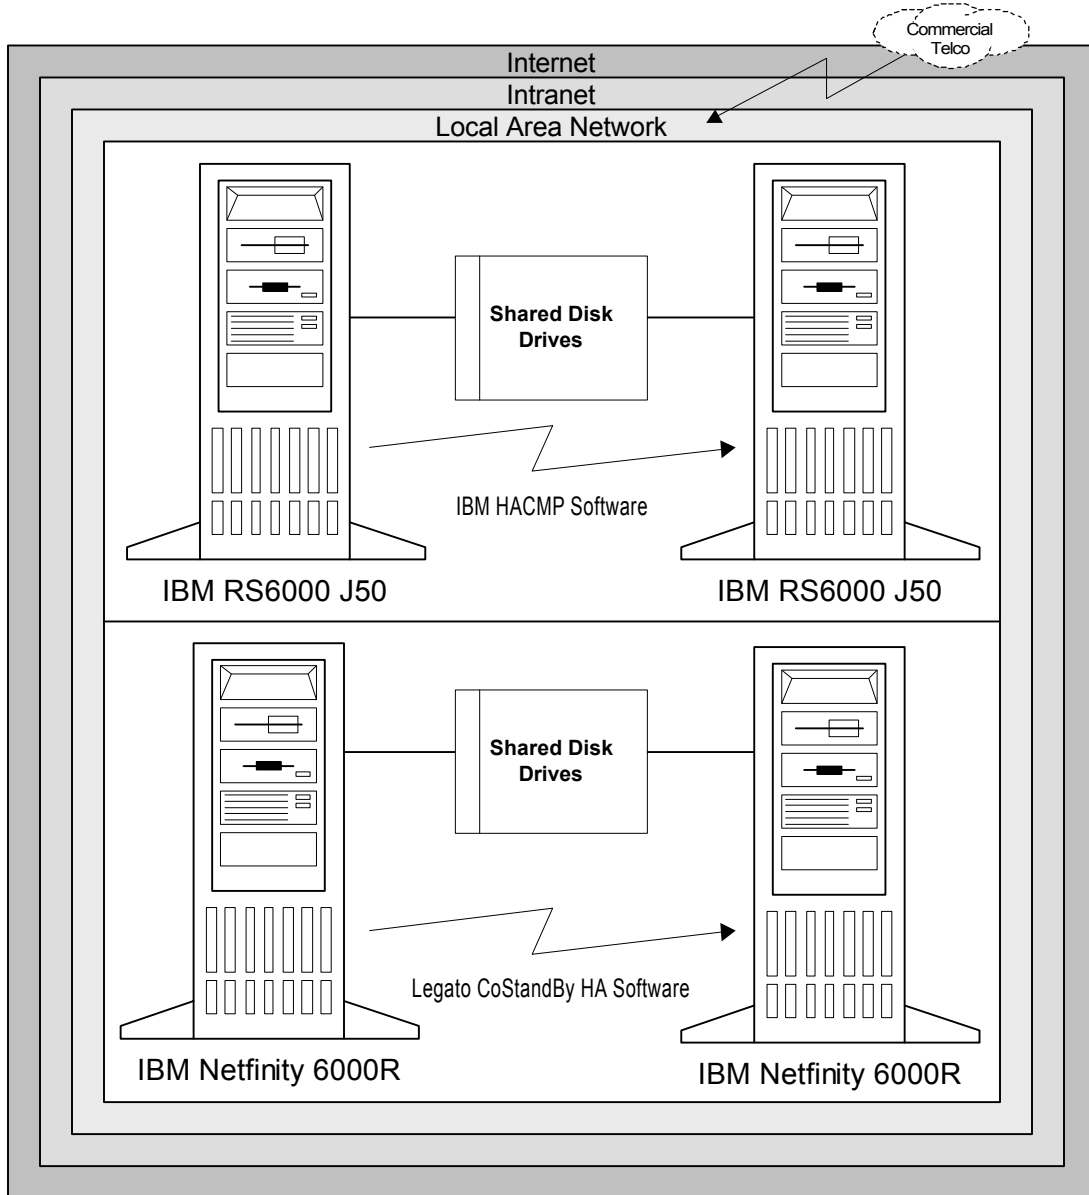 Commercial
Telco
Internet
Intranet
Local Area Network
Shared Disk
Drives
IBM HACMP Software
IBM RS6000 J50
IBM RS6000 J50
Shared Disk
Drives
Legato CoStandBy HA Software
IBM Netfinity 6000R
IBM Netfinity 6000R